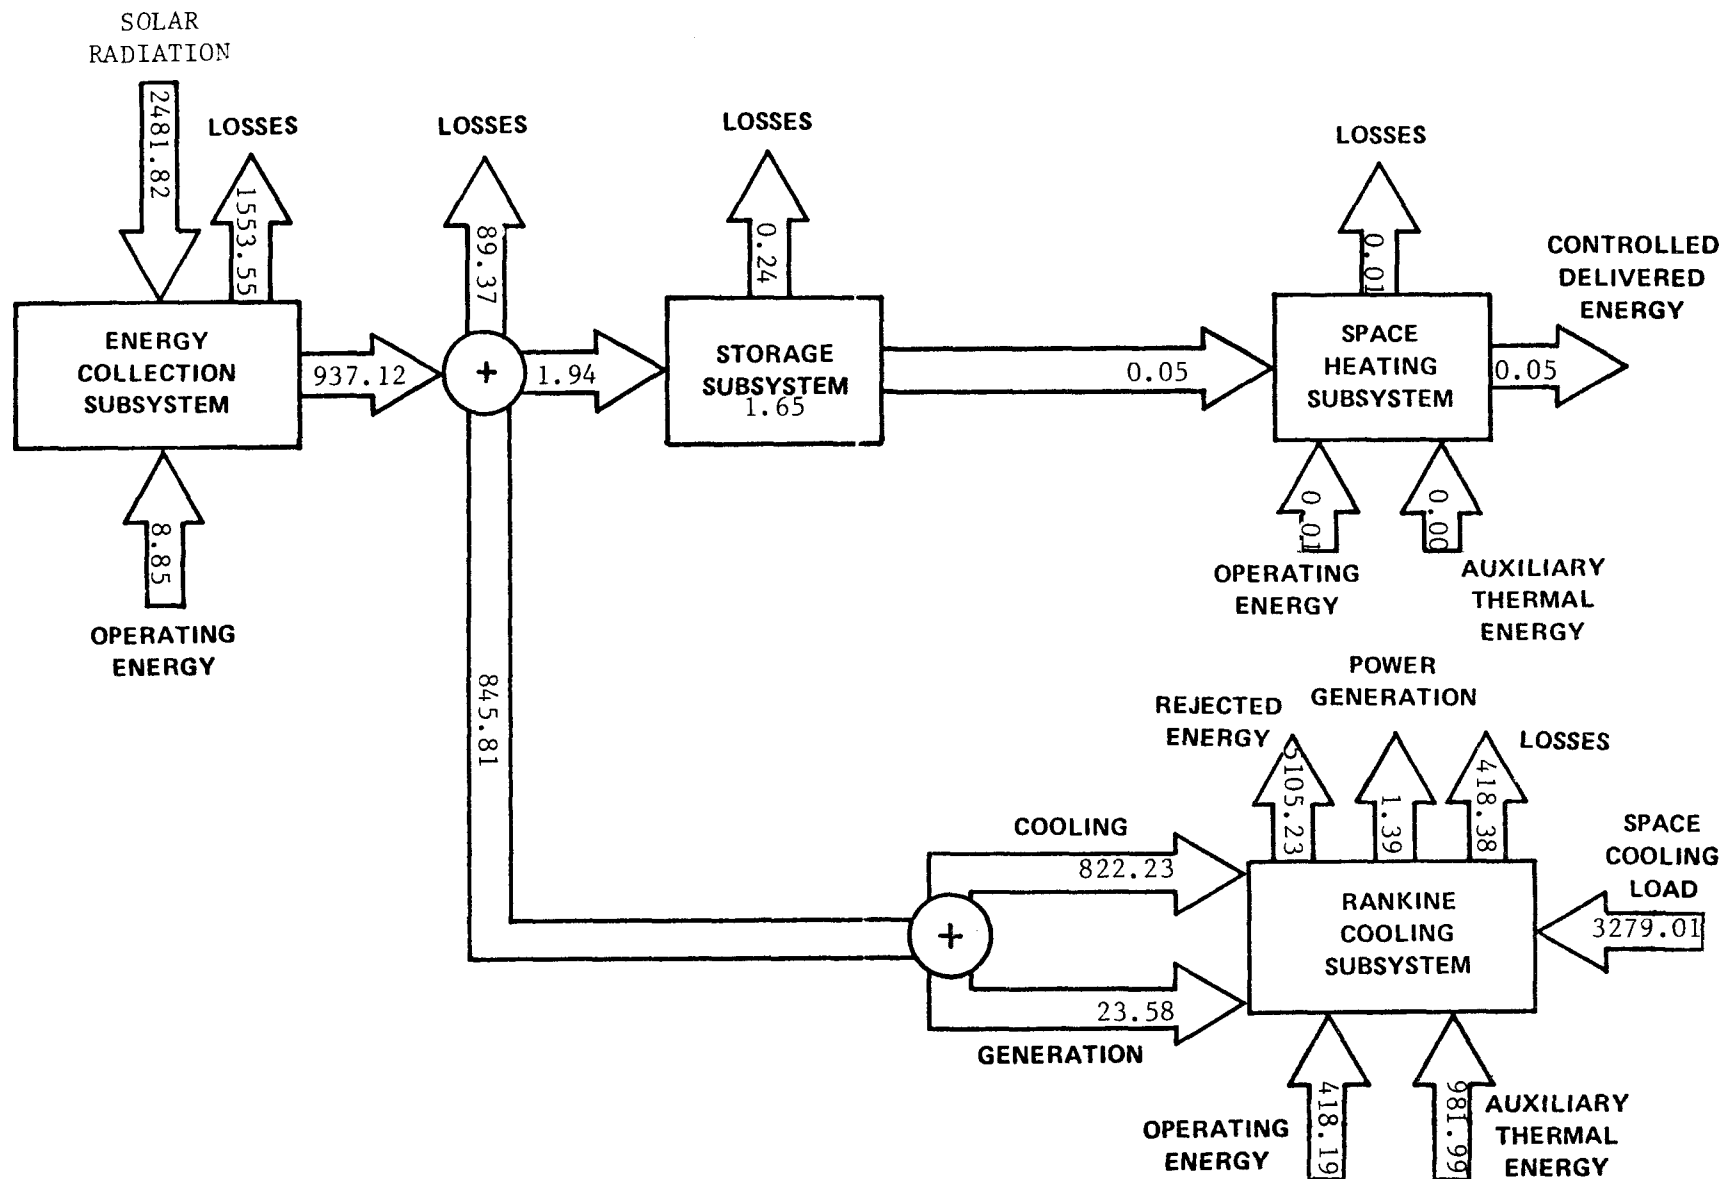 SOLAR
RADIATION
2481.82
LOSSES
1553.55
LOSSES
89.37
LOSSES
0.24
LOSSES
0.01
CONTROLLED
DELIVERED
ENERGY
ENERGY
COLLECTION
SUBSYSTEM
937.12
+
1.94
STORAGE
SUBSYSTEM
1.65
0.05
SPACE
HEATING
SUBSYSTEM
0.05
8.85
OPERATING
ENERGY
0.01
OPERATING
ENERGY
0.00
AUXILIARY
THERMAL
ENERGY
845.81
REJECTED
ENERGY
5105.23
POWER
GENERATION
1.39
LOSSES
418.38
COOLING
822.23
+
23.58
GENERATION
RANKINE
COOLING
SUBSYSTEM
SPACE
COOLING
LOAD
3279.01
OPERATING
ENERGY
418.19
981.99
AUXILIARY
THERMAL
ENERGY